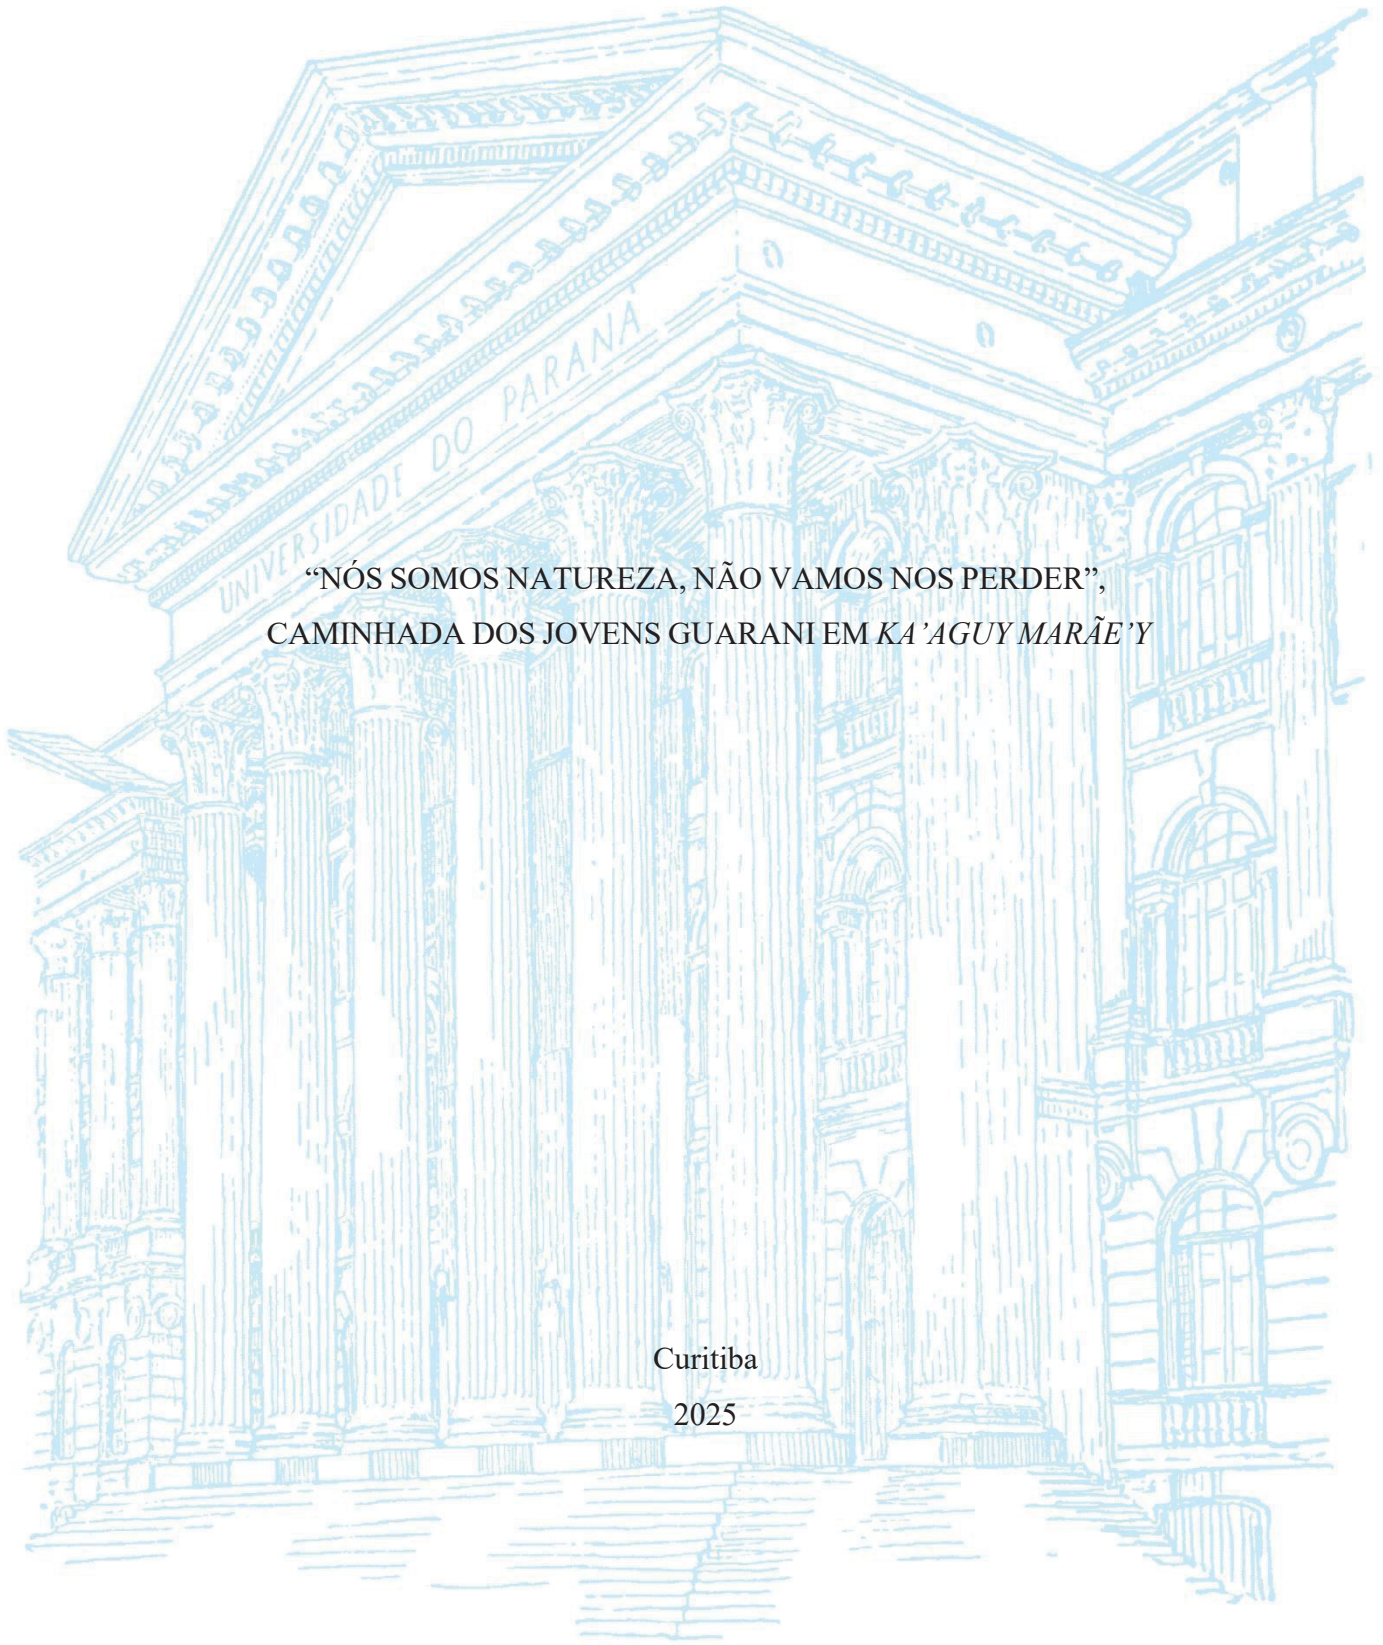 UNIVERSIDADE DO PARANÁ
“NÓS SOMOS NATUREZA, NÃO VAMOS NOS PERDER”,
CAMINHADA DOS JOVENS GUARANI EM KA’AGUY MARÃE’Y
Curitiba
2025